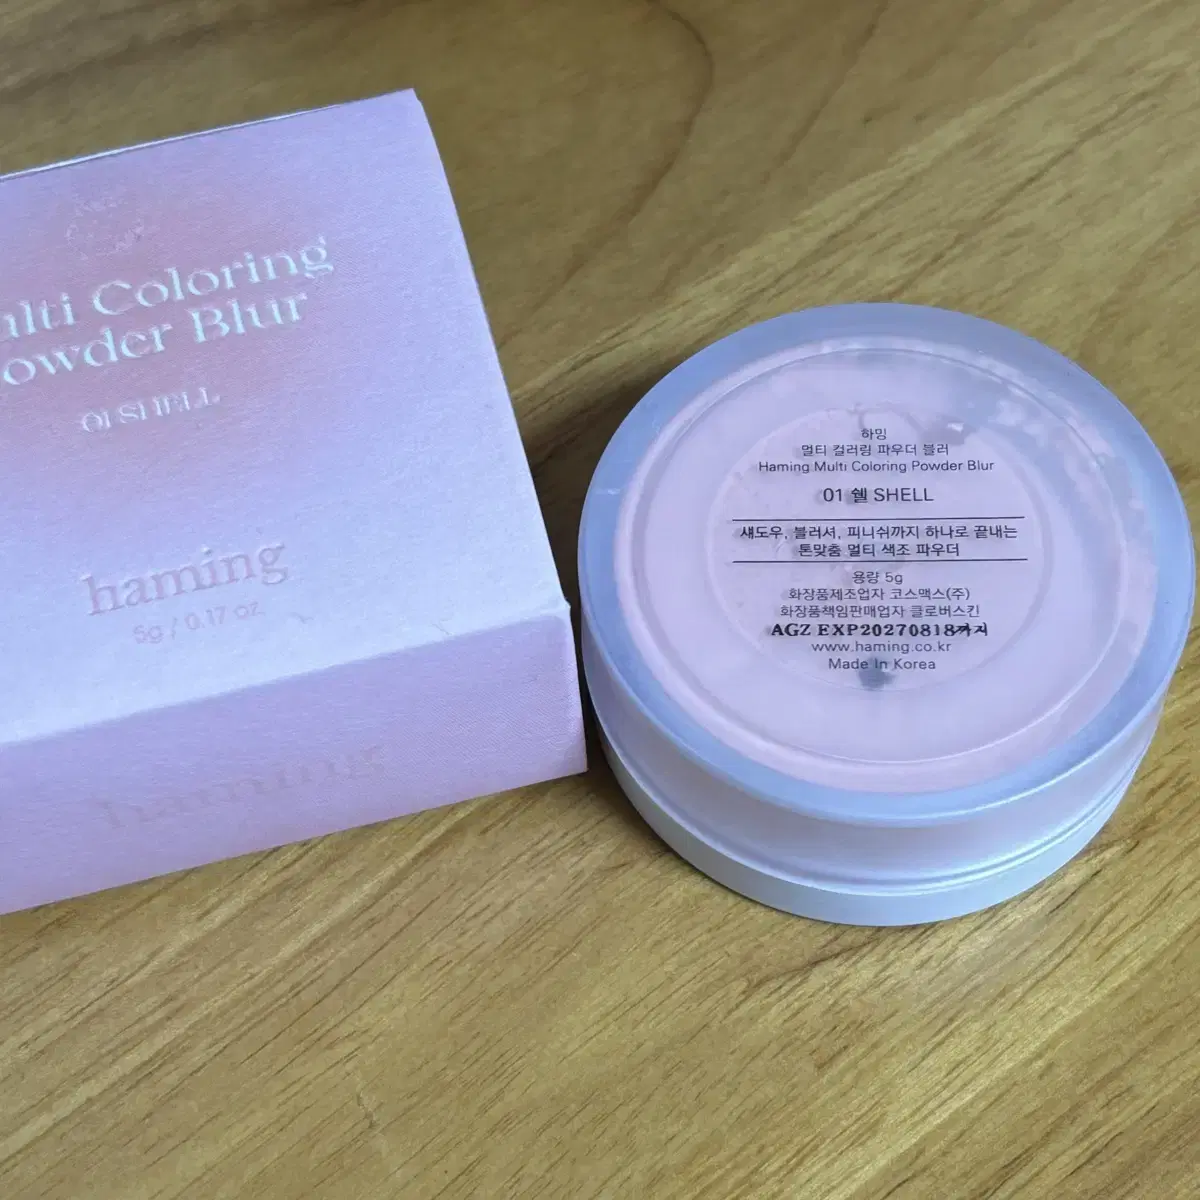 Coloring
Blur
01 SHELL
haming
5g / 0.17 oz
haming
하밍
멀티 컬러링 파우더 블러
Haming Multi Coloring Powder Blur
01 쉘 SHELL
섀도우, 블러셔, 피니쉬까지 하나로 끝내는
톤맞춤 멀티 색조 파우더
용량 5g
화장품제조업자 코스맥스(주)
화장품책임판매업자 클로버스킨
AGZ EXP20270818까지
www.haming.co.kr
Made In Korea